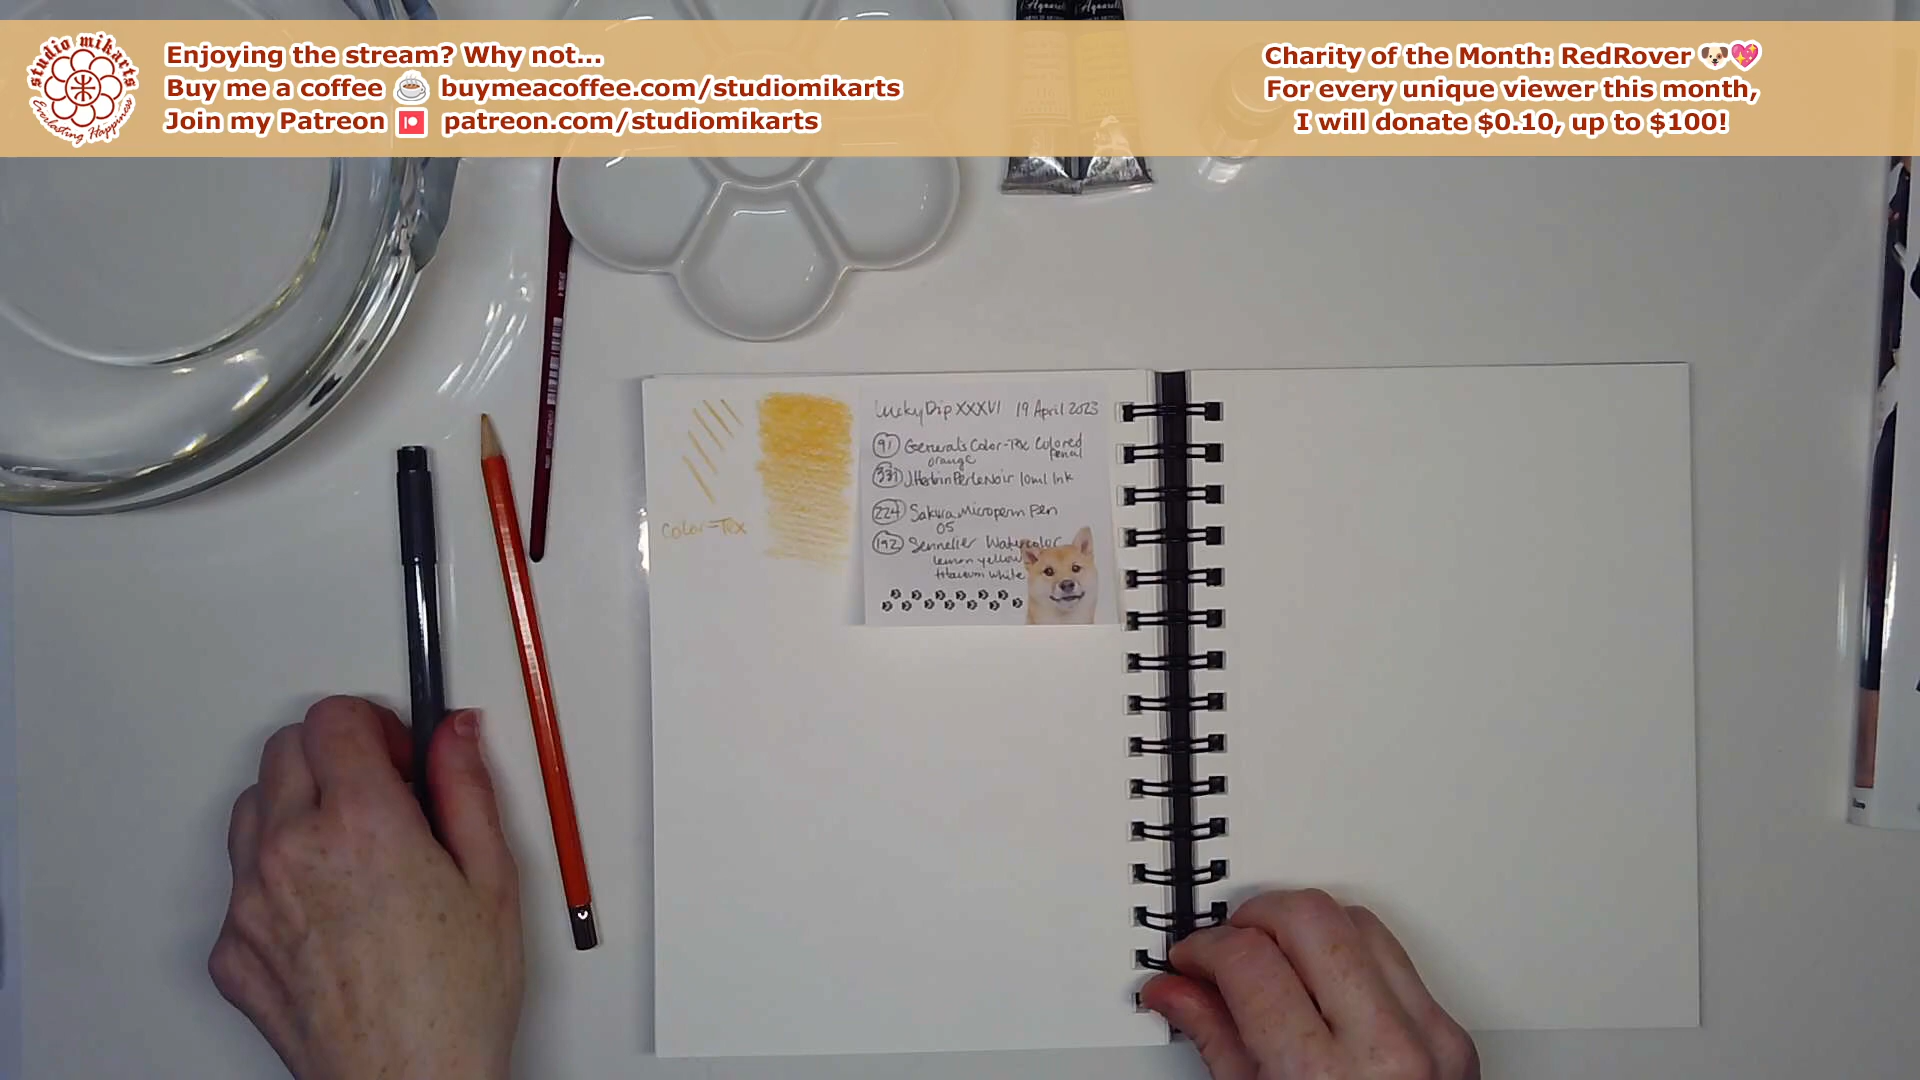 studio mikarts
Everlasting Happiness
Enjoying the stream? Why not...
Buy me a coffee ☕ buymeacoffee.com/studiomikarts
Join my Patreon patreon.com/studiomikarts
Charity of the Month: RedRover 🐶💖
For every unique viewer this month,
I will donate $0.10, up to $100!
Lucky Dip XXXVI 19 April 2023
91 General's Color-Tex Colored
Pencil
orange
331 J Herbin Perle Noir 10ml Ink
224 Sakura Microperm Pen
05
192 Sennelier Watercolor
lemon yellow
titanium white
Color=Tex